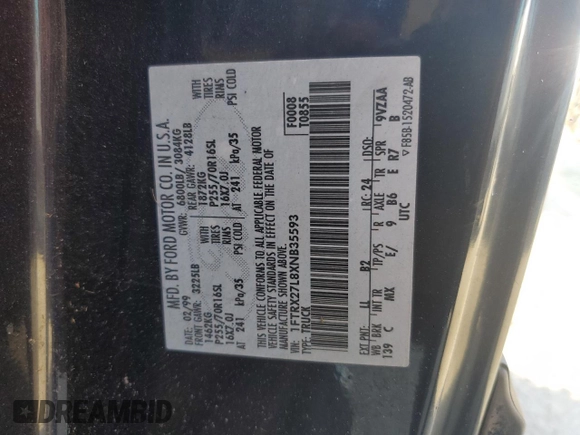 MFD. BY FORD MOTOR CO. IN U.S.A.
DATE: 02/99 GVWR: 6800LB/ 3084KG
FRONT GAWR: 3225LB REAR GAWR: 4128LB
1462KG WITH 1872KG WITH
P255/70R16SL TIRES P255/70R16SL TIRES
16X7.0J RIMS 16X7.0J RIMS
AT 241 kPa/35 PSI COLD AT 241 kPa/35 PSI COLD
THIS VEHICLE CONFORMS TO ALL APPLICABLE FEDERAL MOTOR
VEHICLE SAFETY STANDARDS IN EFFECT ON THE DATE OF
MANUFACTURE SHOWN ABOVE.
VIN: 1FTRX27L8XNB35593
TYPE: TRUCK
F0008
T0855
EXT PNT: LL B2 RC: 24 DSO:
WB BRK INT TR TP/PS R AXLE TR SPR 9VZAA
139 C MX E/ 9 B6 E R7 B
UTC
F85B-1520472-AB
DREAMBID